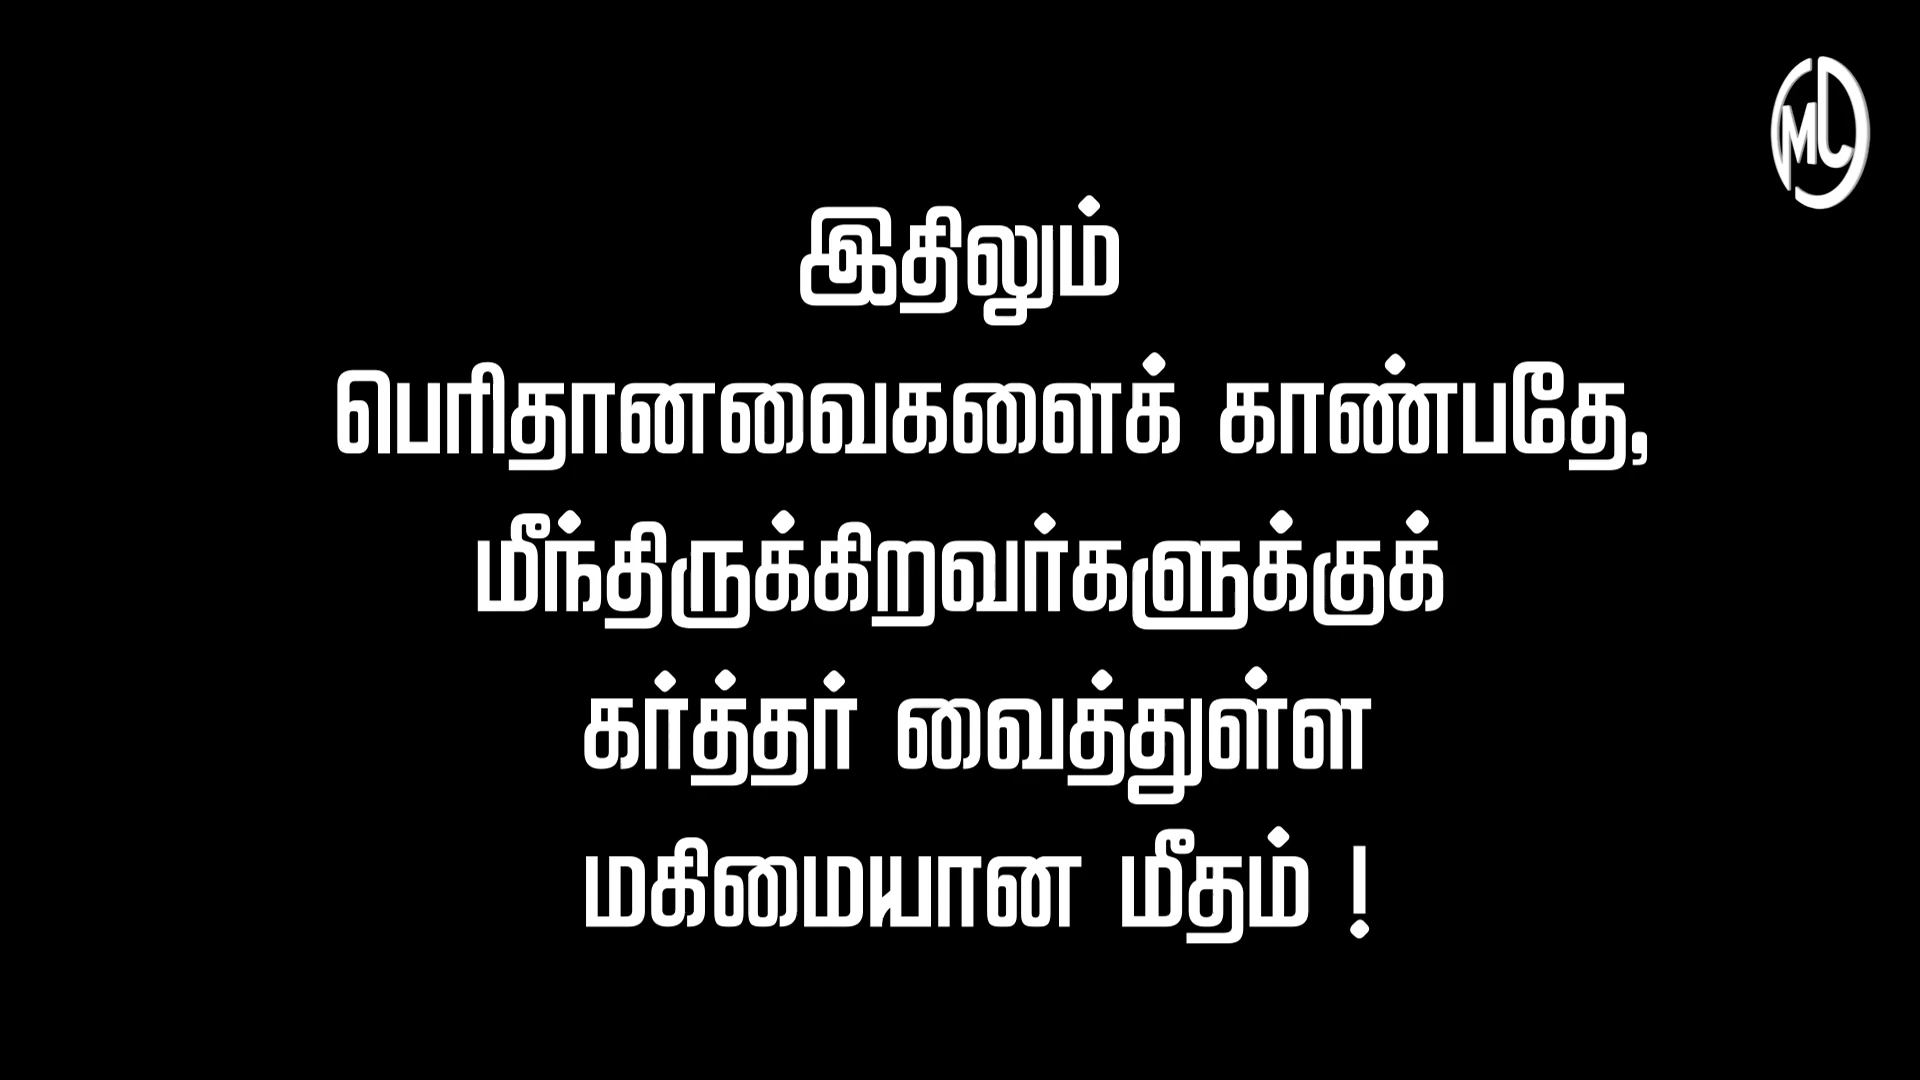 இதிலும்
பெரிதானவைகளைக் காண்பதே,
மீந்திருக்கிறவர்களுக்குக்
கர்த்தர் வைத்துள்ள
மகிமையான மீதம் !